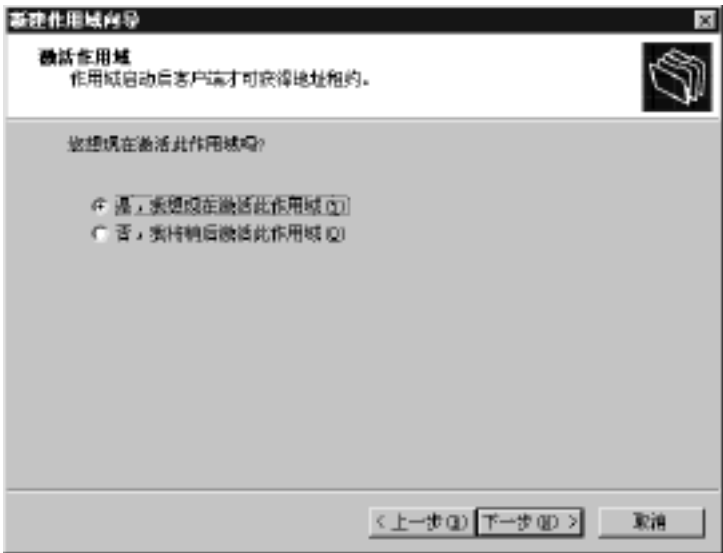 新建作用域向导
激活作用域
作用域启动后客户端才可获得地址租约。
您想现在激活此作用域吗?
是，我想现在激活此作用域(Y)
否，我将稍后激活此作用域(O)
< 上一步(B)
下一步(N) >
取消